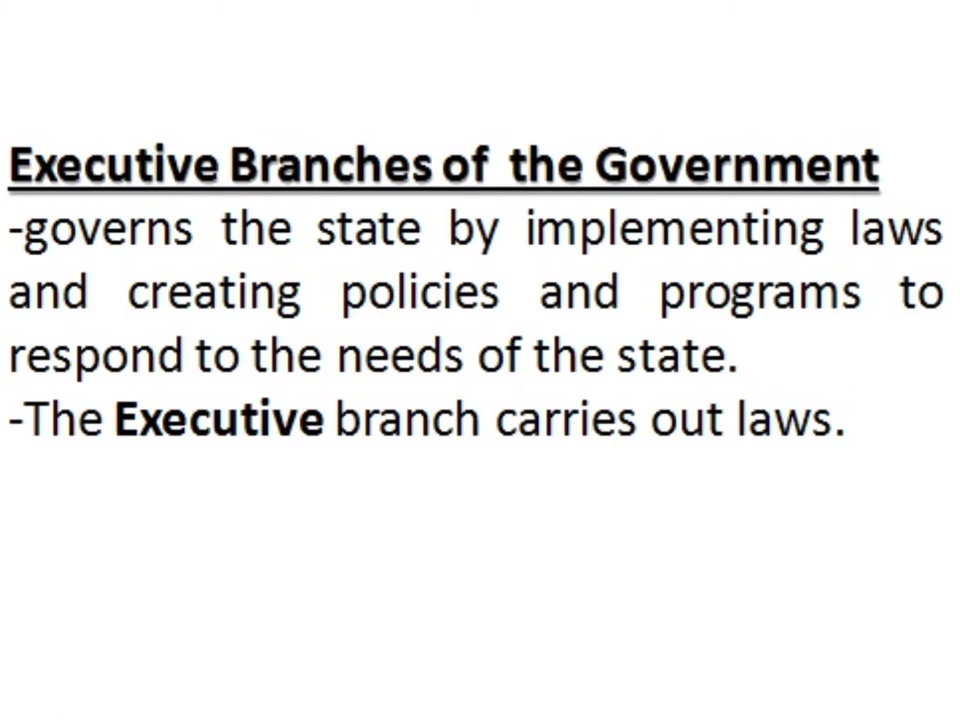 Executive Branches of the Government
-governs the state by implementing laws
and creating policies and programs to
respond to the needs of the state.
-The Executive branch carries out laws.